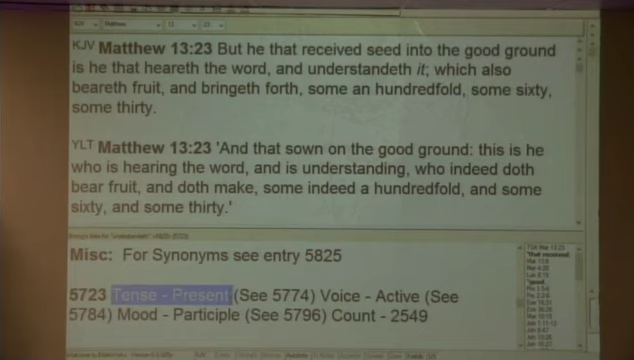 KJV Matthew 13 23
KJV Matthew 13:23 But he that received seed into the good ground
is he that heareth the word, and understandeth it; which also
beareth fruit, and bringeth forth, some an hundredfold, some sixty,
some thirty.
YLT Matthew 13:23 'And that sown on the good ground: this is he
who is hearing the word, and is understanding, who indeed doth
bear fruit, and doth make, some indeed a hundredfold, and some
sixty, and some thirty.'
Misc: For Synonyms see entry 5825
5723 Tense - Present (See 5774) Voice - Active (See
5784) Mood - Participle (See 5796) Count - 2549